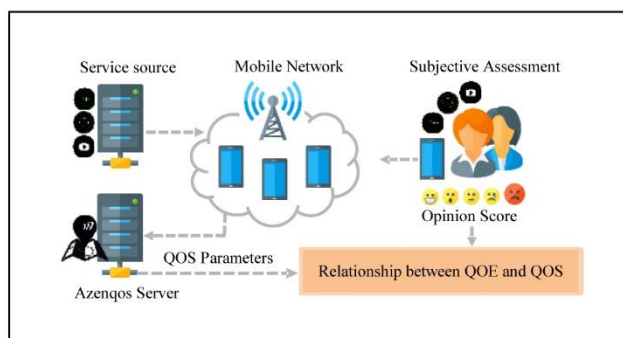 Service source
Mobile Network
Subjective Assessment
Opinion Score
QOS Parameters
Azenqos Server
Relationship between QOE and QOS